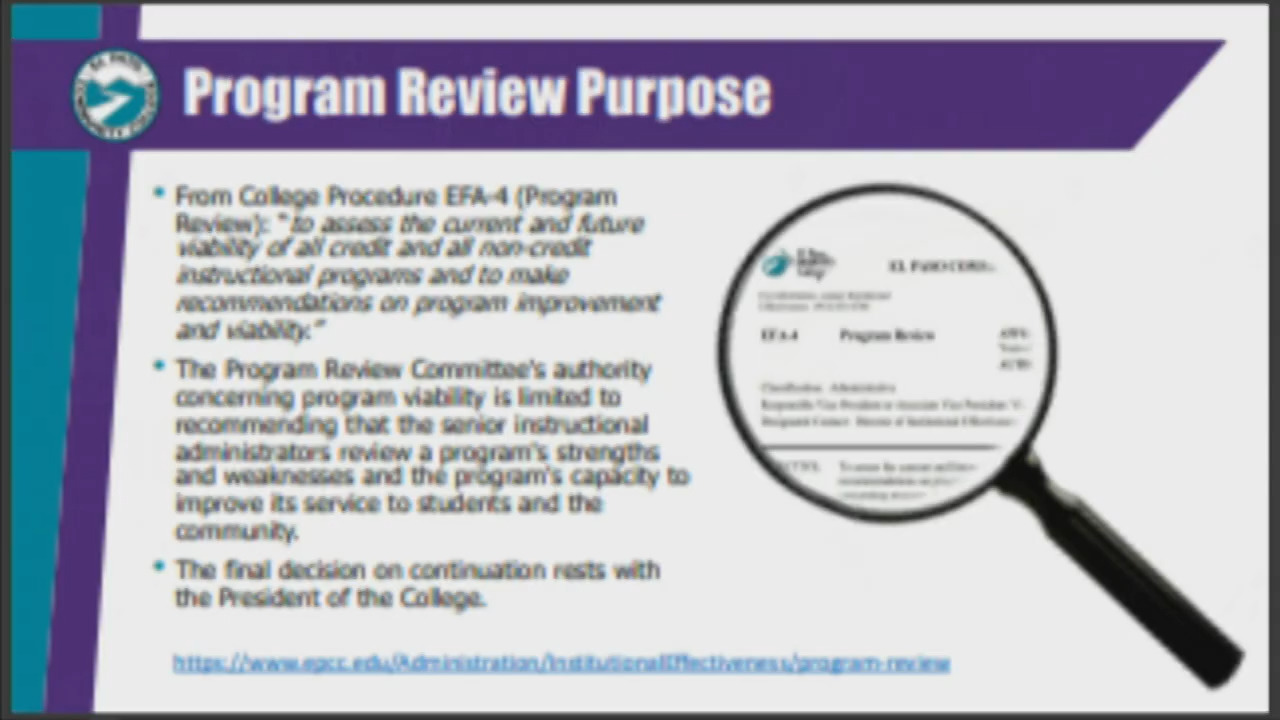 Program Review Purpose
• From College Procedure EFA-4 (Program
Review): "to assess the current and future
viability of all credit and all non-credit
instructional programs and to make
recommendations on program improvement
and viability."
• The Program Review Committee's authority
concerning program viability is limited to
recommending that the senior instructional
administrators review a program's strengths
and weaknesses and the program's capacity to
improve its service to students and the
community.
• The final decision on continuation rests with
the President of the College.
https://www.epcc.edu/Administration/InstitutionalEffectiveness/program-review
EL PASO
EFA-4 Program Review
Classification: Administrative